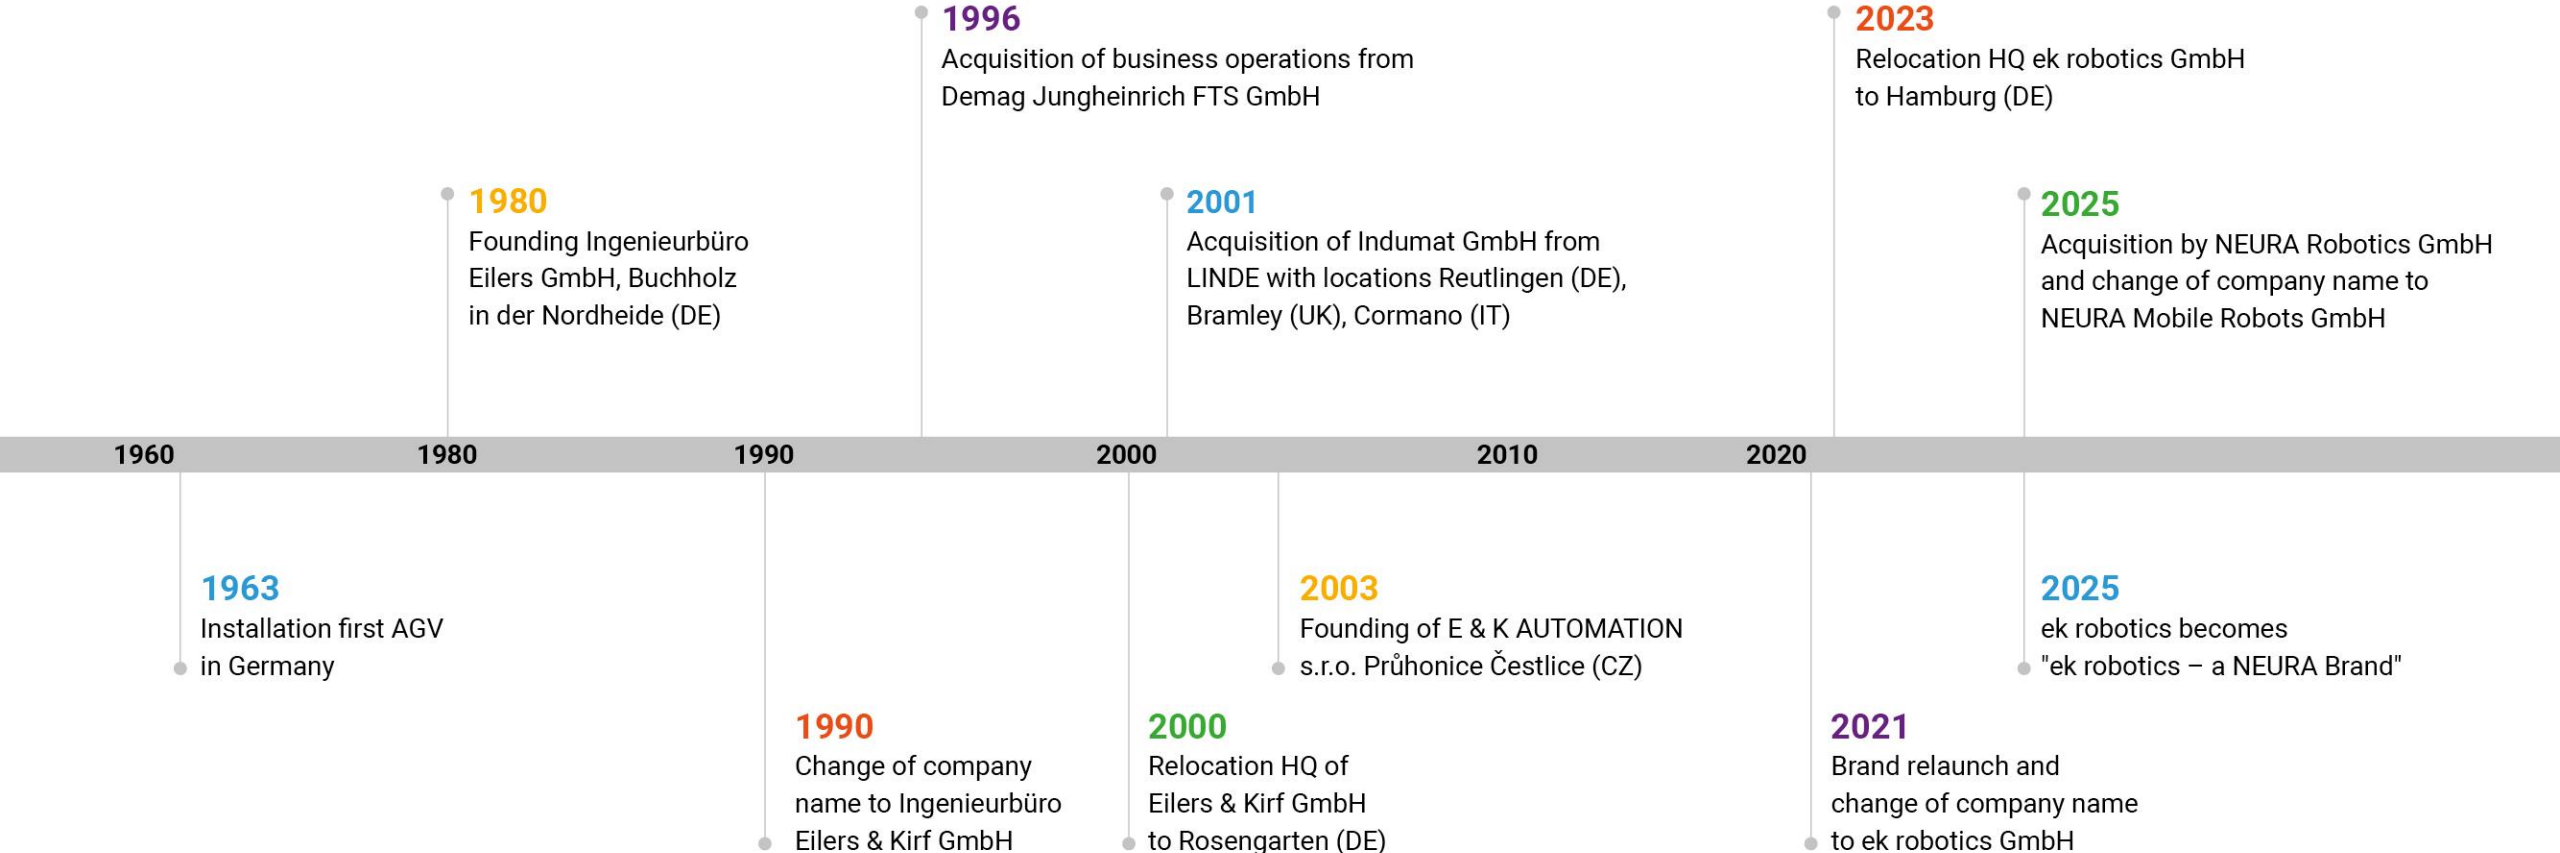 1996
Acquisition of business operations from
Demag Jungheinrich FTS GmbH
2023
Relocation HQ ek robotics GmbH
to Hamburg (DE)
1980
Founding Ingenieurbüro
Eilers GmbH, Buchholz
in der Nordheide (DE)
2001
Acquisition of Indumat GmbH from
LINDE with locations Reutlingen (DE),
Bramley (UK), Cormano (IT)
2025
Acquisition by NEURA Robotics GmbH
and change of company name to
NEURA Mobile Robots GmbH
1960 1980 1990 2000 2010 2020
1963
Installation first AGV
in Germany
2003
Founding of E & K AUTOMATION
s.r.o. Průhonice Čestlice (CZ)
2025
ek robotics becomes
"ek robotics – a NEURA Brand"
1990
Change of company
name to Ingenieurbüro
Eilers & Kirf GmbH
2000
Relocation HQ of
Eilers & Kirf GmbH
to Rosengarten (DE)
2021
Brand relaunch and
change of company name
to ek robotics GmbH